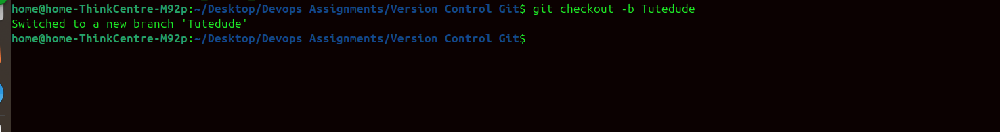 home@home-ThinkCentre-M92p:~/Desktop/Devops Assignments/Version Control Git$ git checkout -b Tutedude
Switched to a new branch 'Tutedude'
home@home-ThinkCentre-M92p:~/Desktop/Devops Assignments/Version Control Git$